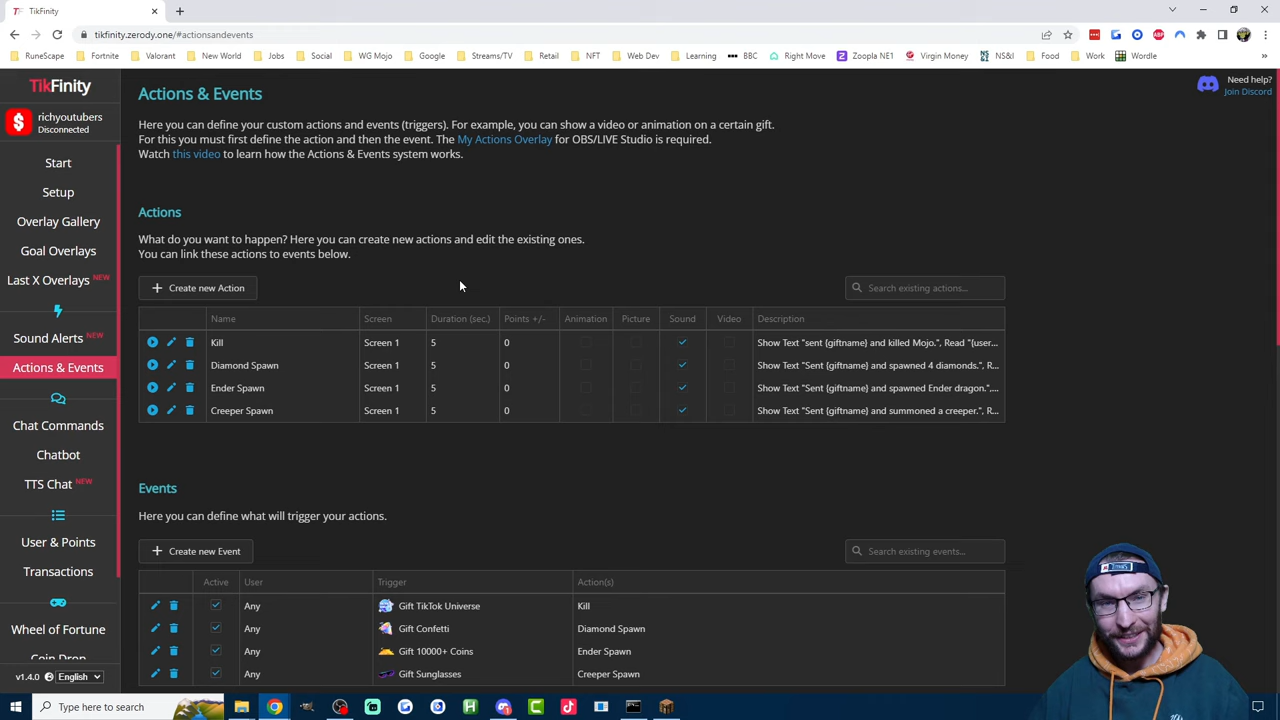 TikFinity
tikfinity.zerody.one/#actionsandevents
RuneScape Fortnite Valorant New World Jobs Social WG Mojo Google Streams/TV Retail NFT Web Dev Learning BBC Right Move Zoopla NE1 Virgin Money NS&I Food Work Wordle »
TikFinity
richyoutubers
Disconnected
Start
Setup
Overlay Gallery
Goal Overlays
Last X Overlays NEW
Sound Alerts NEW
Actions & Events
Chat Commands
Chatbot
TTS Chat NEW
User & Points
Transactions
Wheel of Fortune
Coin Drop
v1.4.0 English
Need help?
Join Discord
Actions & Events
Here you can define your custom actions and events (triggers). For example, you can show a video or animation on a certain gift.
For this you must first define the action and then the event. The My Actions Overlay for OBS/LIVE Studio is required.
Watch this video to learn how the Actions & Events system works.
Actions
What do you want to happen? Here you can create new actions and edit the existing ones.
You can link these actions to events below.
+ Create new Action
Search existing actions...
Name Screen Duration (sec.) Points +/- Animation Picture Sound Video Description
Kill Screen 1 5 0 Show Text "sent {giftname} and killed Mojo.", Read "{user...
Diamond Spawn Screen 1 5 0 Show Text "Sent {giftname} and spawned 4 diamonds.", R...
Ender Spawn Screen 1 5 0 Show Text "Sent {giftname} and spawned Ender dragon.",...
Creeper Spawn Screen 1 5 0 Show Text "Sent {giftname} and summoned a creeper.", R...
Events
Here you can define what will trigger your actions.
+ Create new Event
Search existing events...
Active User Trigger Action(s)
Any Gift TikTok Universe Kill
Any Gift Confetti Diamond Spawn
Any Gift 10000+ Coins Ender Spawn
Any Gift Sunglasses Creeper Spawn
Type here to search